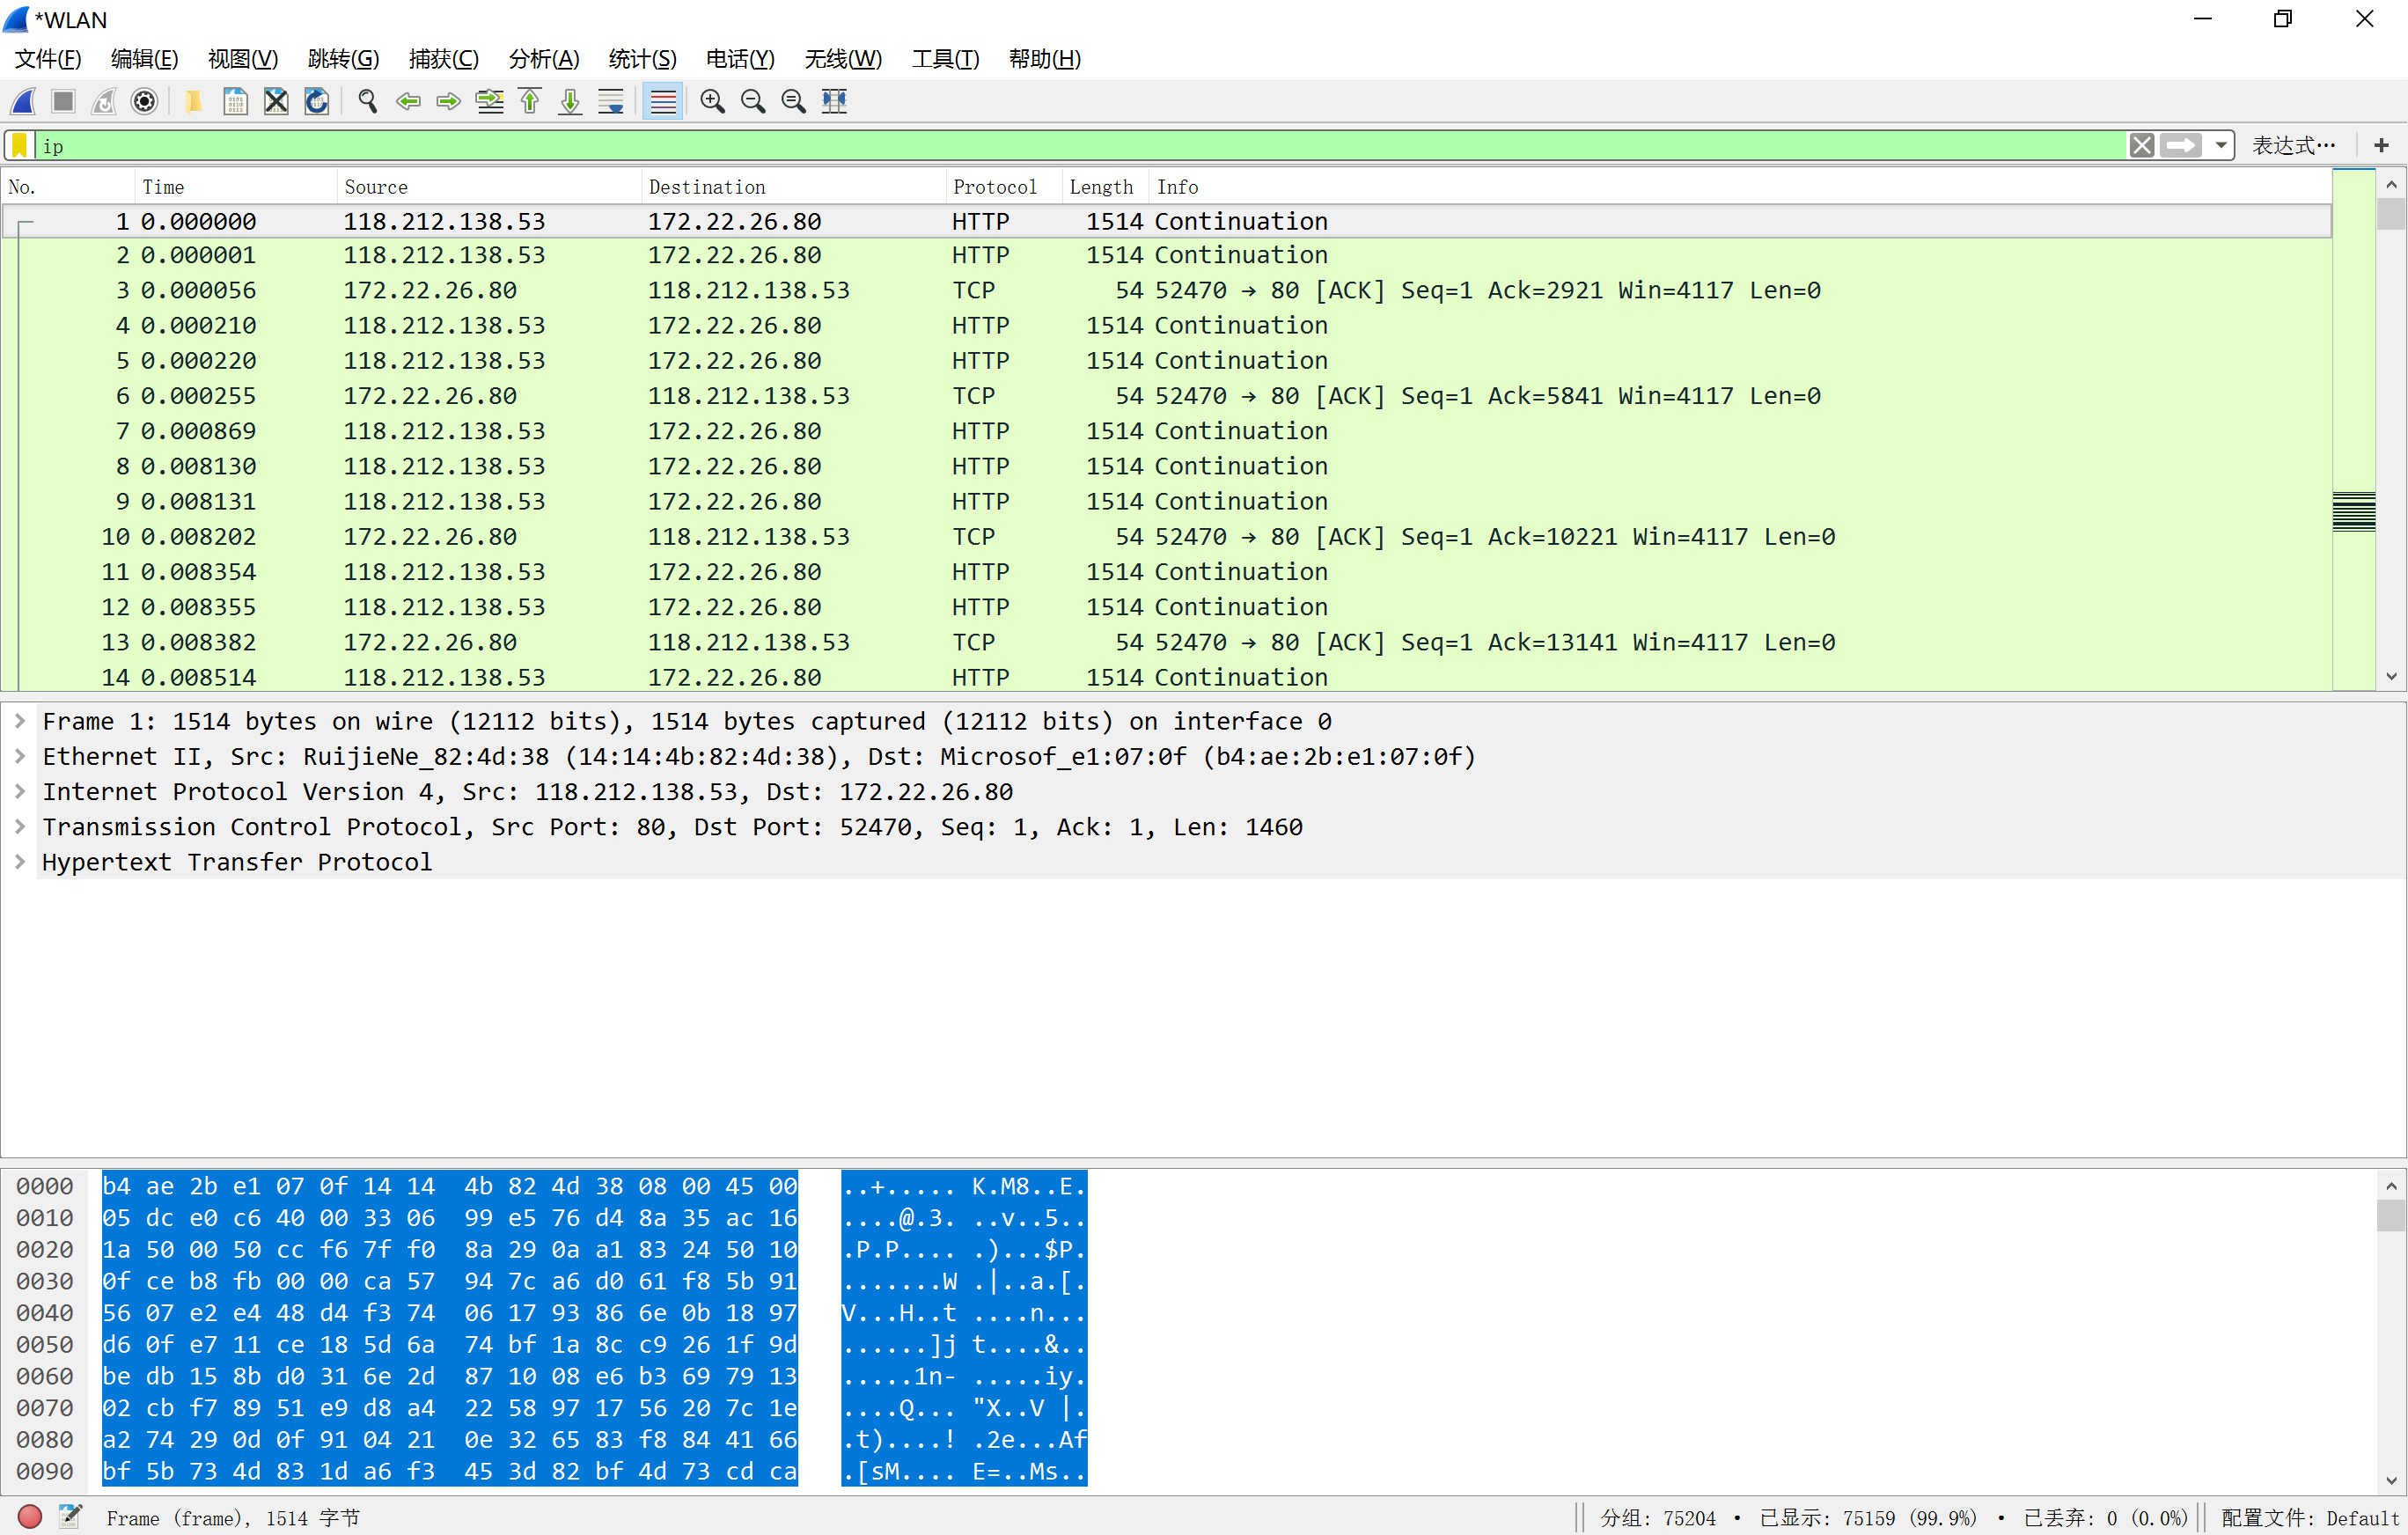 *WLAN
文件(F) 编辑(E) 视图(V) 跳转(G) 捕获(C) 分析(A) 统计(S) 电话(Y) 无线(W) 工具(T) 帮助(H)
ip 表达式… +
No. Time Source Destination Protocol Length Info
1 0.000000 118.212.138.53 172.22.26.80 HTTP 1514 Continuation
2 0.000001 118.212.138.53 172.22.26.80 HTTP 1514 Continuation
3 0.000056 172.22.26.80 118.212.138.53 TCP 54 52470 → 80 [ACK] Seq=1 Ack=2921 Win=4117 Len=0
4 0.000210 118.212.138.53 172.22.26.80 HTTP 1514 Continuation
5 0.000220 118.212.138.53 172.22.26.80 HTTP 1514 Continuation
6 0.000255 172.22.26.80 118.212.138.53 TCP 54 52470 → 80 [ACK] Seq=1 Ack=5841 Win=4117 Len=0
7 0.000869 118.212.138.53 172.22.26.80 HTTP 1514 Continuation
8 0.008130 118.212.138.53 172.22.26.80 HTTP 1514 Continuation
9 0.008131 118.212.138.53 172.22.26.80 HTTP 1514 Continuation
10 0.008202 172.22.26.80 118.212.138.53 TCP 54 52470 → 80 [ACK] Seq=1 Ack=10221 Win=4117 Len=0
11 0.008354 118.212.138.53 172.22.26.80 HTTP 1514 Continuation
12 0.008355 118.212.138.53 172.22.26.80 HTTP 1514 Continuation
13 0.008382 172.22.26.80 118.212.138.53 TCP 54 52470 → 80 [ACK] Seq=1 Ack=13141 Win=4117 Len=0
14 0.008514 118.212.138.53 172.22.26.80 HTTP 1514 Continuation
Frame 1: 1514 bytes on wire (12112 bits), 1514 bytes captured (12112 bits) on interface 0
Ethernet II, Src: RuijieNe_82:4d:38 (14:14:4b:82:4d:38), Dst: Microsof_e1:07:0f (b4:ae:2b:e1:07:0f)
Internet Protocol Version 4, Src: 118.212.138.53, Dst: 172.22.26.80
Transmission Control Protocol, Src Port: 80, Dst Port: 52470, Seq: 1, Ack: 1, Len: 1460
Hypertext Transfer Protocol
0000 b4 ae 2b e1 07 0f 14 14 4b 82 4d 38 08 00 45 00 ..+..... K.M8..E.
0010 05 dc e0 c6 40 00 33 06 99 e5 76 d4 8a 35 ac 16 ....@.3. ..v..5..
0020 1a 50 00 50 cc f6 7f f0 8a 29 0a a1 83 24 50 10 .P.P.... .)...$P.
0030 0f ce b8 fb 00 00 ca 57 94 7c a6 d0 61 f8 5b 91 .......W .|..a.[.
0040 56 07 e2 e4 48 d4 f3 74 06 17 93 86 6e 0b 18 97 V...H..t ....n...
0050 d6 0f e7 11 ce 18 5d 6a 74 bf 1a 8c c9 26 1f 9d ......]j t....&..
0060 be db 15 8b d0 31 6e 2d 87 10 08 e6 b3 69 79 13 .....1n- .....iy.
0070 02 cb f7 89 51 e9 d8 a4 22 58 97 17 56 20 7c 1e ....Q... "X..V |.
0080 a2 74 29 0d 0f 91 04 21 0e 32 65 83 f8 84 41 66 .t)....! .2e...Af
0090 bf 5b 73 4d 83 1d a6 f3 45 3d 82 bf 4d 73 cd ca .[sM.... E=..Ms..
Frame (frame), 1514 字节 分组: 75204 · 已显示: 75159 (99.9%) · 已丢弃: 0 (0.0%) 配置文件: Default